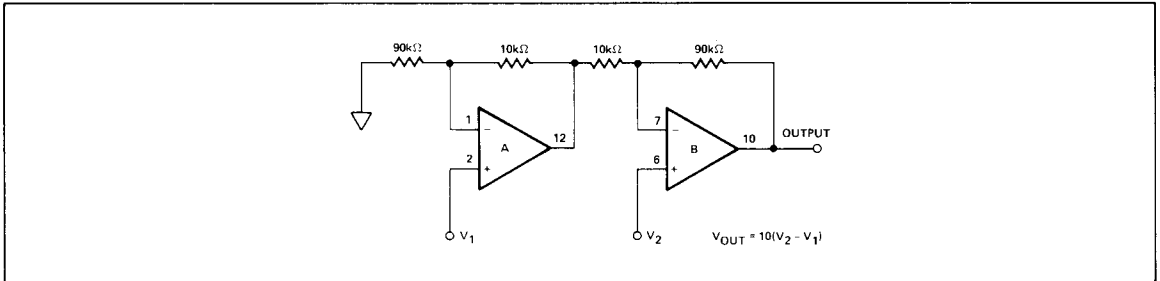 90kΩ 10kΩ 10kΩ 90kΩ
1 − 7 −
12 10 OUTPUT
A B
2 + 6 +
V1 V2 VOUT = 10(V2 − V1)